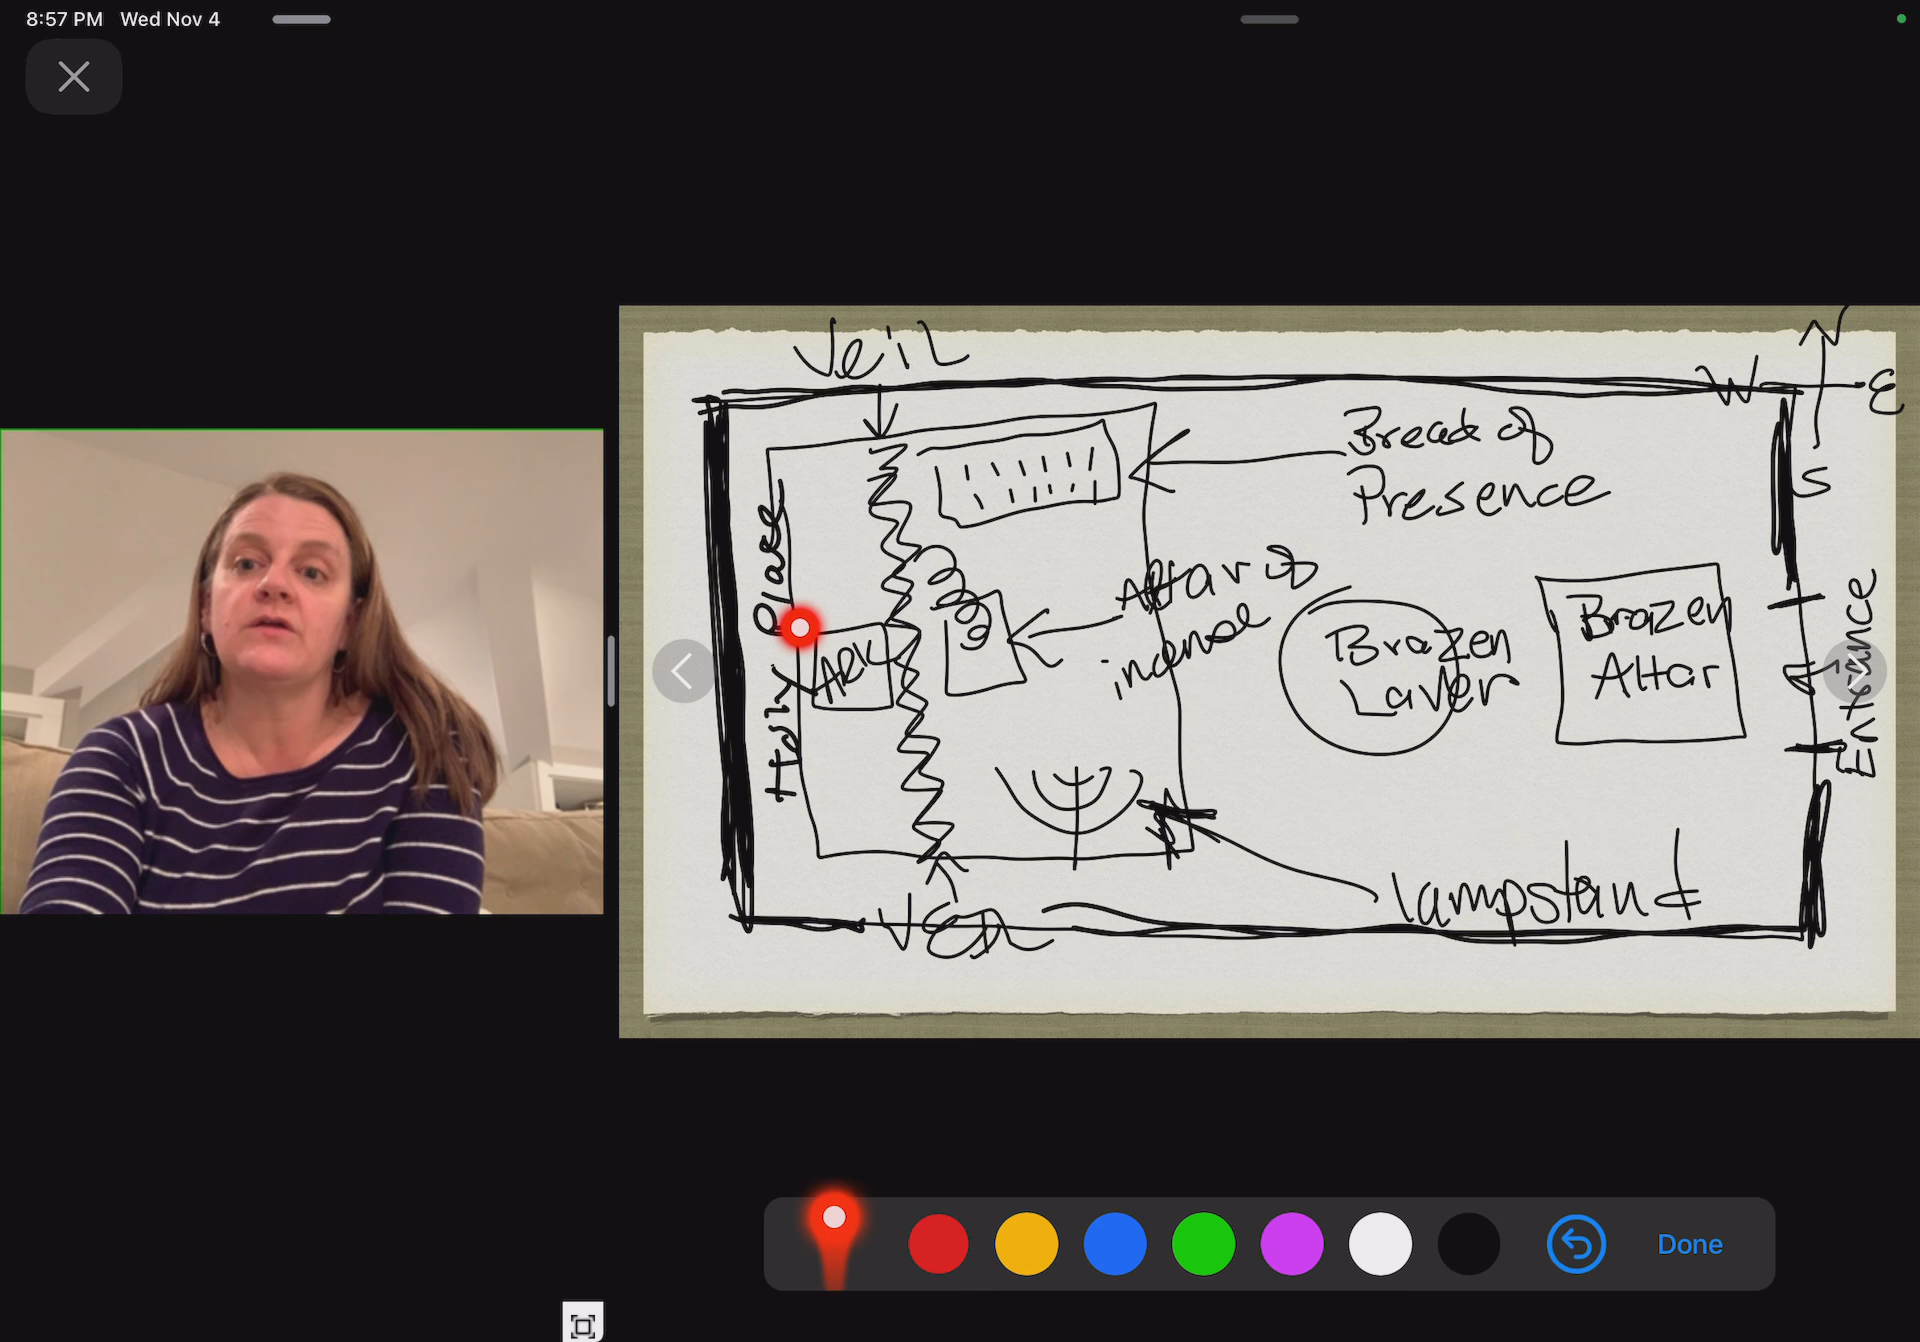 8:57 PM Wed Nov 4
Veil
N
W
E
S
Bread of
Presence
Holy Place
ARK
Altar of
incense
Brazen
Laver
Brazen
Altar
Entrance
lampstand
Veil
Done